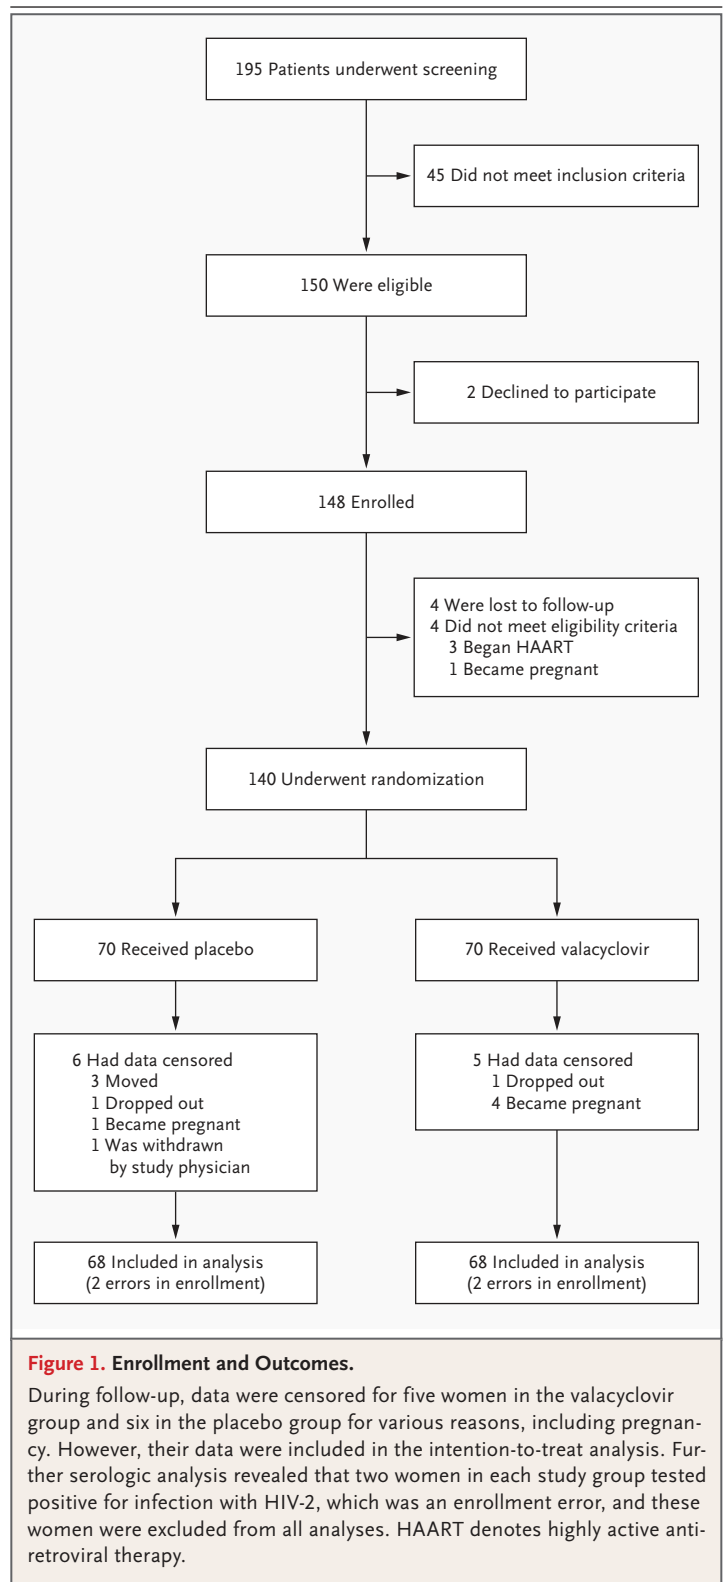 195 Patients underwent screening
45 Did not meet inclusion criteria
150 Were eligible
2 Declined to participate
148 Enrolled
4 Were lost to follow-up
4 Did not meet eligibility criteria
3 Began HAART
1 Became pregnant
140 Underwent randomization
70 Received placebo
70 Received valacyclovir
6 Had data censored
3 Moved
1 Dropped out
1 Became pregnant
1 Was withdrawn
by study physician
5 Had data censored
1 Dropped out
4 Became pregnant
68 Included in analysis
(2 errors in enrollment)
68 Included in analysis
(2 errors in enrollment)
Figure 1. Enrollment and Outcomes.
During follow-up, data were censored for five women in the valacyclovir
group and six in the placebo group for various reasons, including pregnan-
cy. However, their data were included in the intention-to-treat analysis. Fur-
ther serologic analysis revealed that two women in each study group tested
positive for infection with HIV-2, which was an enrollment error, and these
women were excluded from all analyses. HAART denotes highly active anti-
retroviral therapy.